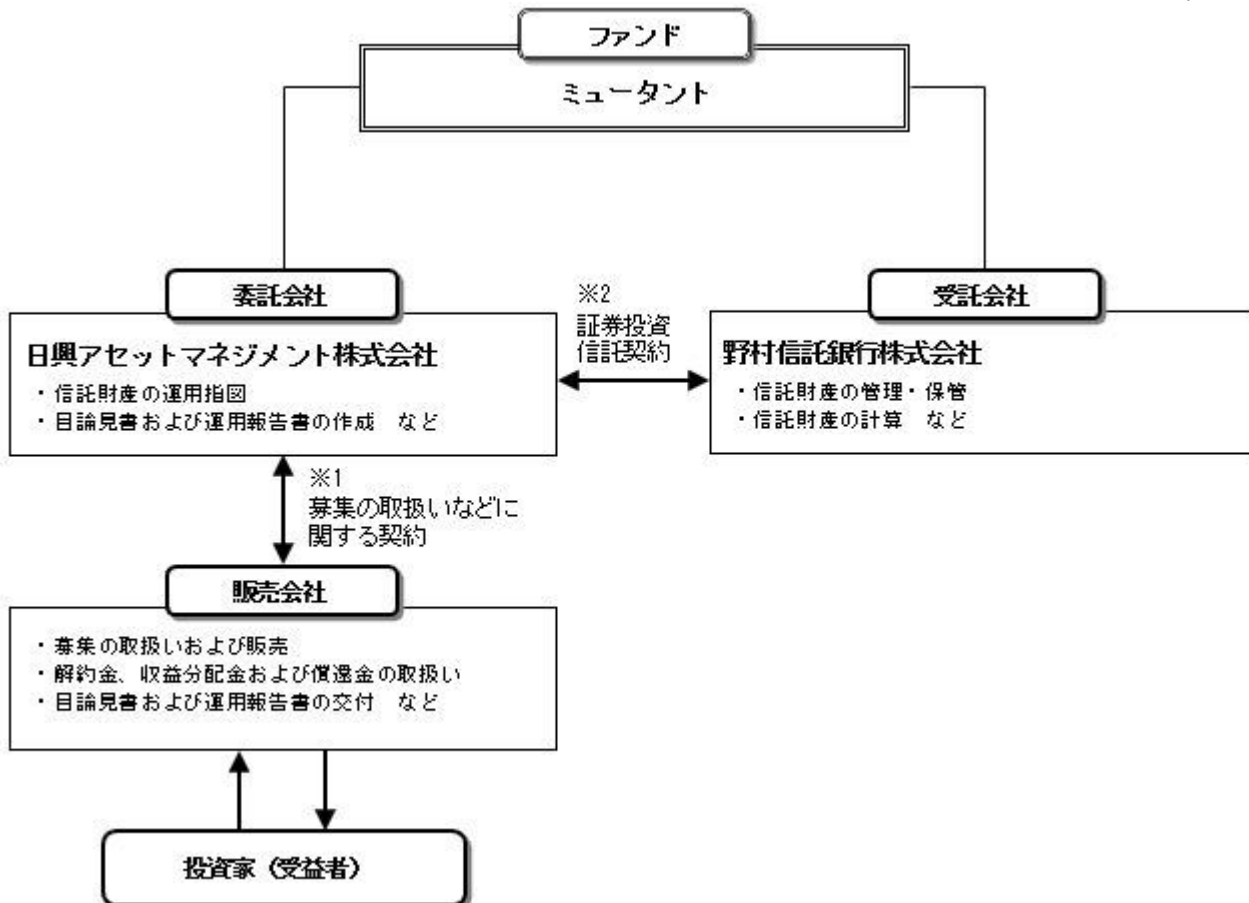 ファンド
ミュータント
委託会社
日興アセットマネジメント株式会社
・信託財産の運用指図
・目論見書および運用報告書の作成　など
※2
証券投資
信託契約
受託会社
野村信託銀行株式会社
・信託財産の管理・保管
・信託財産の計算　など
※1
募集の取扱いなどに
関する契約
販売会社
・募集の取扱いおよび販売
・解約金、収益分配金および償還金の取扱い
・目論見書および運用報告書の交付　など
投資家（受益者）